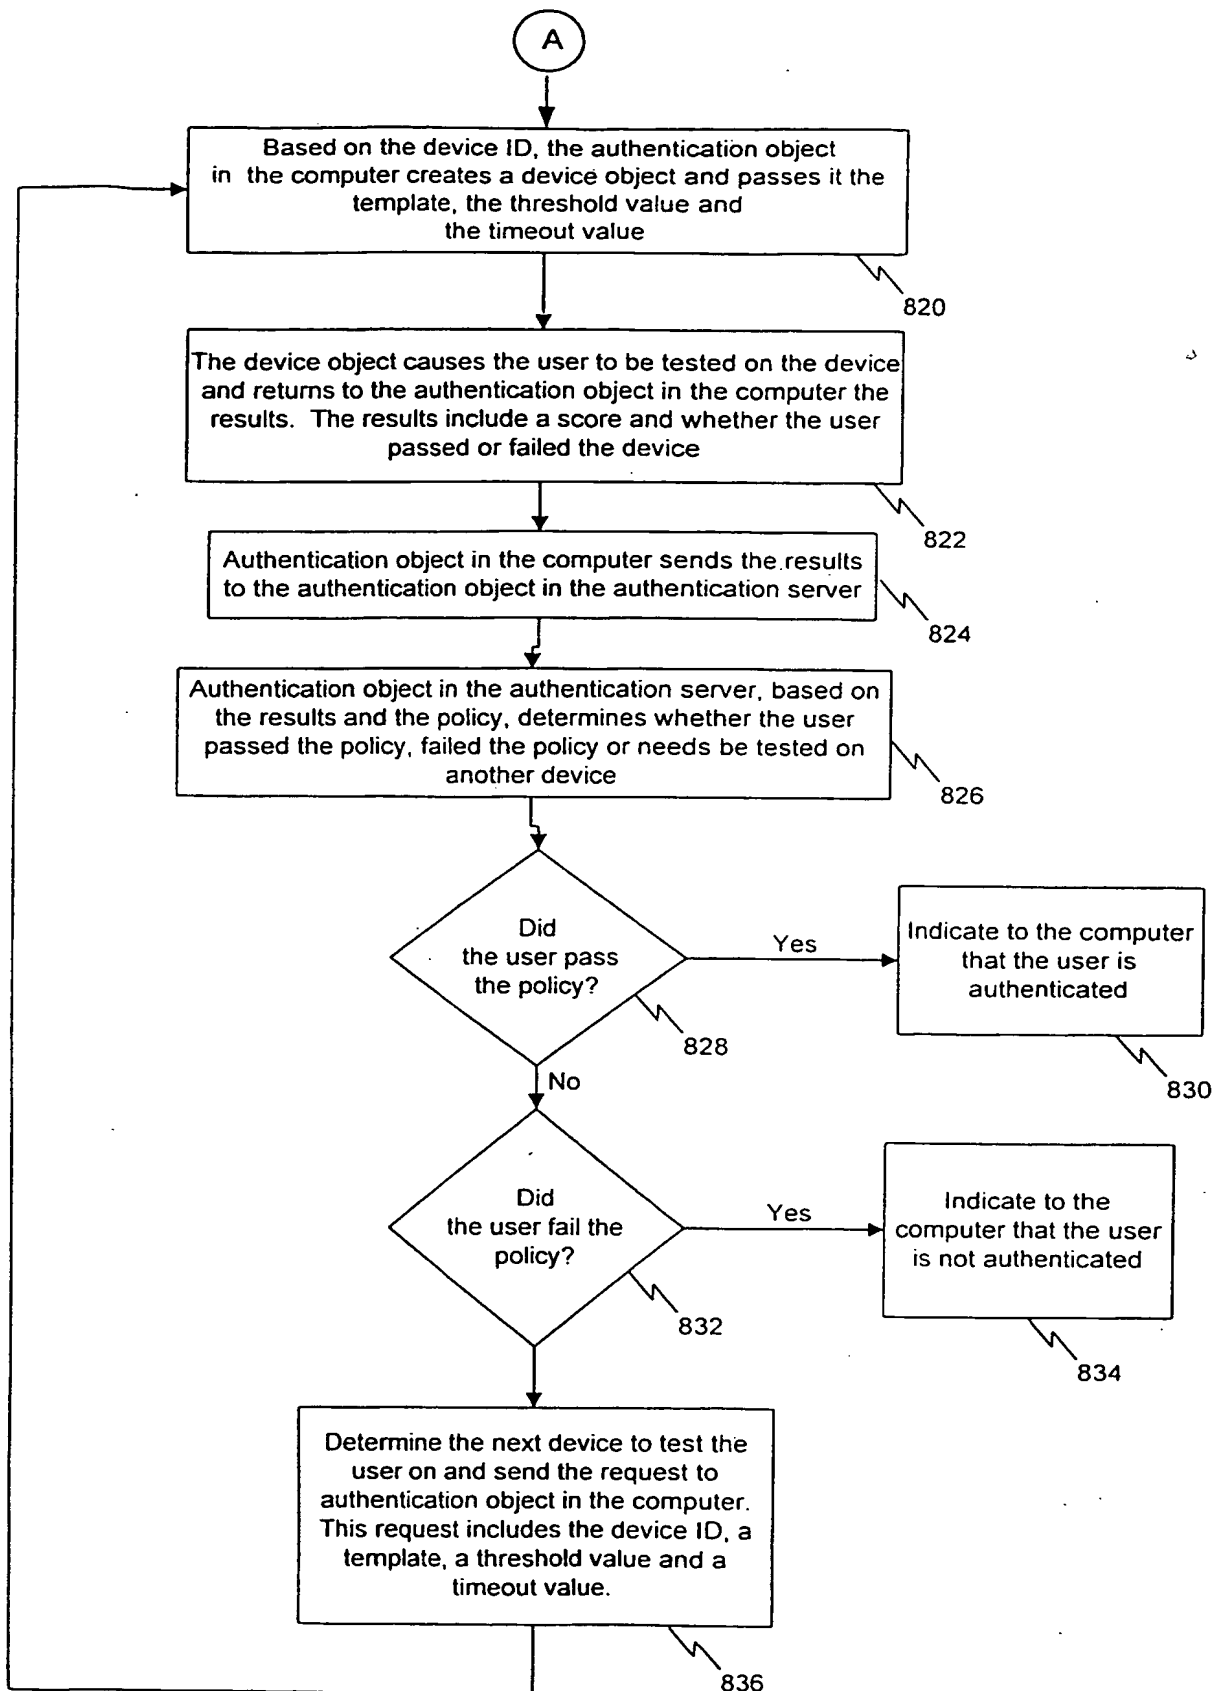 A
Based on the device ID, the authentication object
in the computer creates a device object and passes it the
template, the threshold value and
the timeout value
820
The device object causes the user to be tested on the device
and returns to the authentication object in the computer the
results. The results include a score and whether the user
passed or failed the device
822
Authentication object in the computer sends the results
to the authentication object in the authentication server
824
Authentication object in the authentication server, based on
the results and the policy, determines whether the user
passed the policy, failed the policy or needs be tested on
another device
826
Did
the user pass
the policy?
828
Yes
Indicate to the computer
that the user is
authenticated
830
No
Did
the user fail the
policy?
832
Yes
Indicate to the
computer that the user
is not authenticated
834
Determine the next device to test the
user on and send the request to
authentication object in the computer.
This request includes the device ID, a
template, a threshold value and a
timeout value.
836